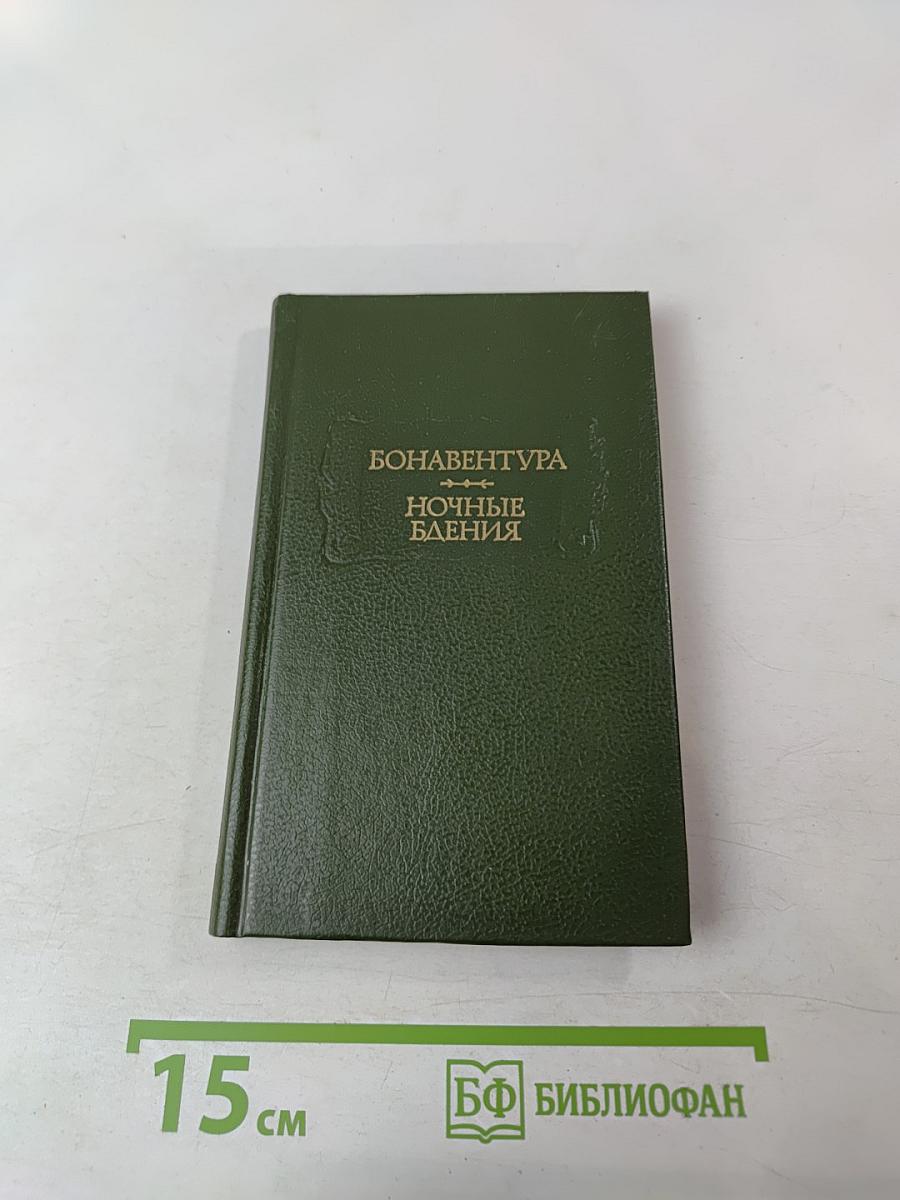 БОНАВЕНТУРА
НОЧНЫЕ
БДЕНИЯ
15 см
БФ БИБЛИОФАН